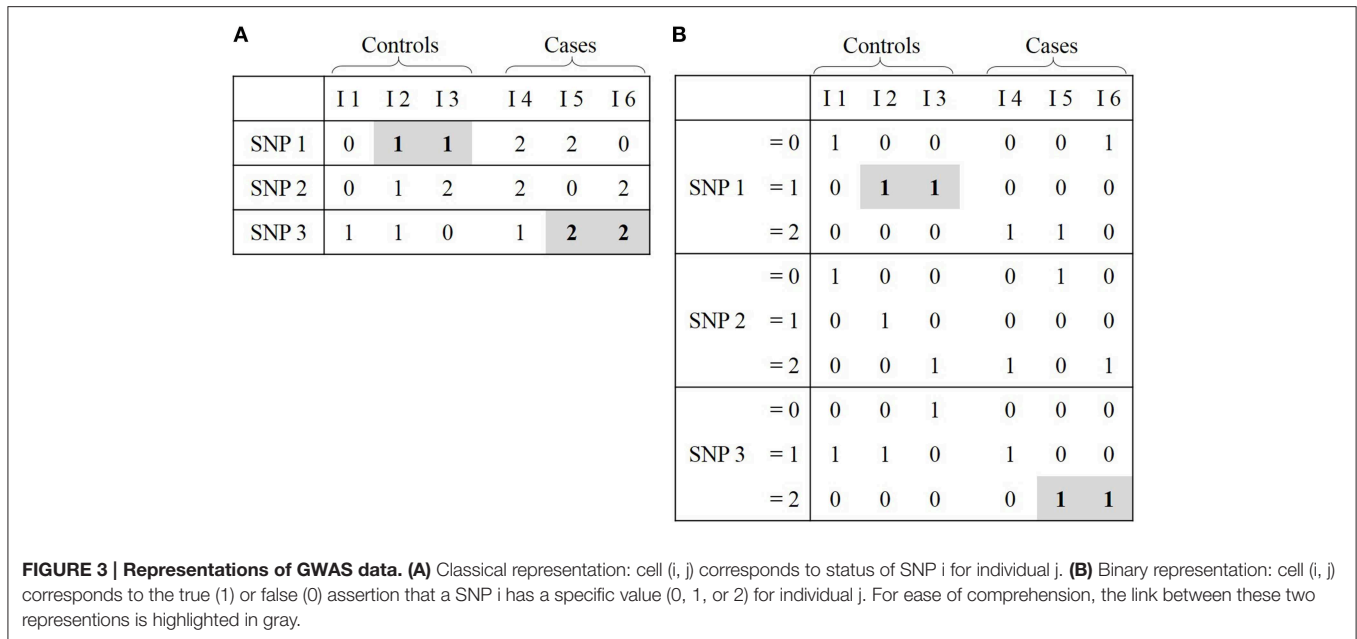 A
Controls Cases
I 1 I 2 I 3 I 4 I 5 I 6
SNP 1 0 1 1 2 2 0
SNP 2 0 1 2 2 0 2
SNP 3 1 1 0 1 2 2
B
Controls Cases
I 1 I 2 I 3 I 4 I 5 I 6
= 0 1 0 0 0 0 1
SNP 1 = 1 0 1 1 0 0 0
= 2 0 0 0 1 1 0
= 0 1 0 0 0 1 0
SNP 2 = 1 0 1 0 0 0 0
= 2 0 0 1 1 0 1
= 0 0 0 1 0 0 0
SNP 3 = 1 1 1 0 1 0 0
= 2 0 0 0 0 1 1
FIGURE 3 | Representations of GWAS data. (A) Classical representation: cell (i, j) corresponds to status of SNP i for individual j. (B) Binary representation: cell (i, j)
corresponds to the true (1) or false (0) assertion that a SNP i has a specific value (0, 1, or 2) for individual j. For ease of comprehension, the link between these two
representions is highlighted in gray.